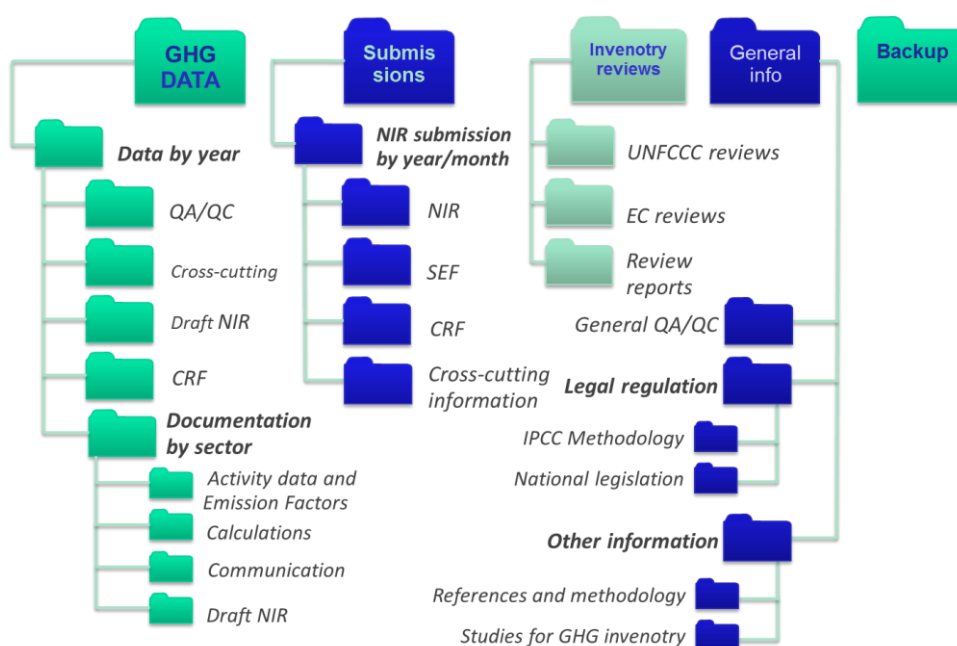 GHG
DATA
Data by year
QA/QC
Cross-cutting
Draft NIR
CRF
Documentation
by sector
Activity data and
Emission Factors
Calculations
Communication
Draft NIR
Submis
sions
NIR submission
by year/month
NIR
SEF
CRF
Cross-cutting
information
Invenotry
reviews
UNFCCC reviews
EC reviews
Review
reports
General
info
General QA/QC
Legal regulation
IPCC Methodology
National legislation
Other information
References and methodology
Studies for GHG invenotry
Backup